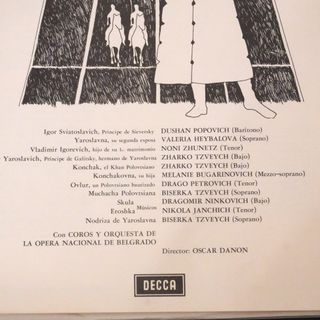 Igor Sviatoslavich, Príncipe de Sieversky DUSHAN POPOVICH (Barítono)
Yaroslavna, su segunda esposa VALERIJA HEYBALOVA (Soprano)
Vladimir Igorevich, hijo de su 1.er matrimonio NONI ZHUNETZ (Tenor)
Yaroslavich, Príncipe de Galitsky, hermano de Yaroslavna ZHARKO TZVEYCH (Bajo)
Konchak, el Khan Polovtsiano ZHARKO TZVEYCH (Bajo)
Konchakovna, su hija MELANIE BUGARINOVICH (Mezzo-soprano)
Ovlur, un Polovtsiano bautizado DRAGO PETROVICH (Tenor)
Muchacha Polovtsiana BISERKA TZVEYCH (Soprano)
Skula DRAGOMIR NINKOVICH (Bajo)
Músicos
Eroshka NIKOLA JANCHICH (Tenor)
Nodriza de Yaroslavna BISERKA TZVEYCH (Soprano)
Con COROS Y ORQUESTA DE
LA OPERA NACIONAL DE BELGRADO
Director: OSCAR DANON
DECCA